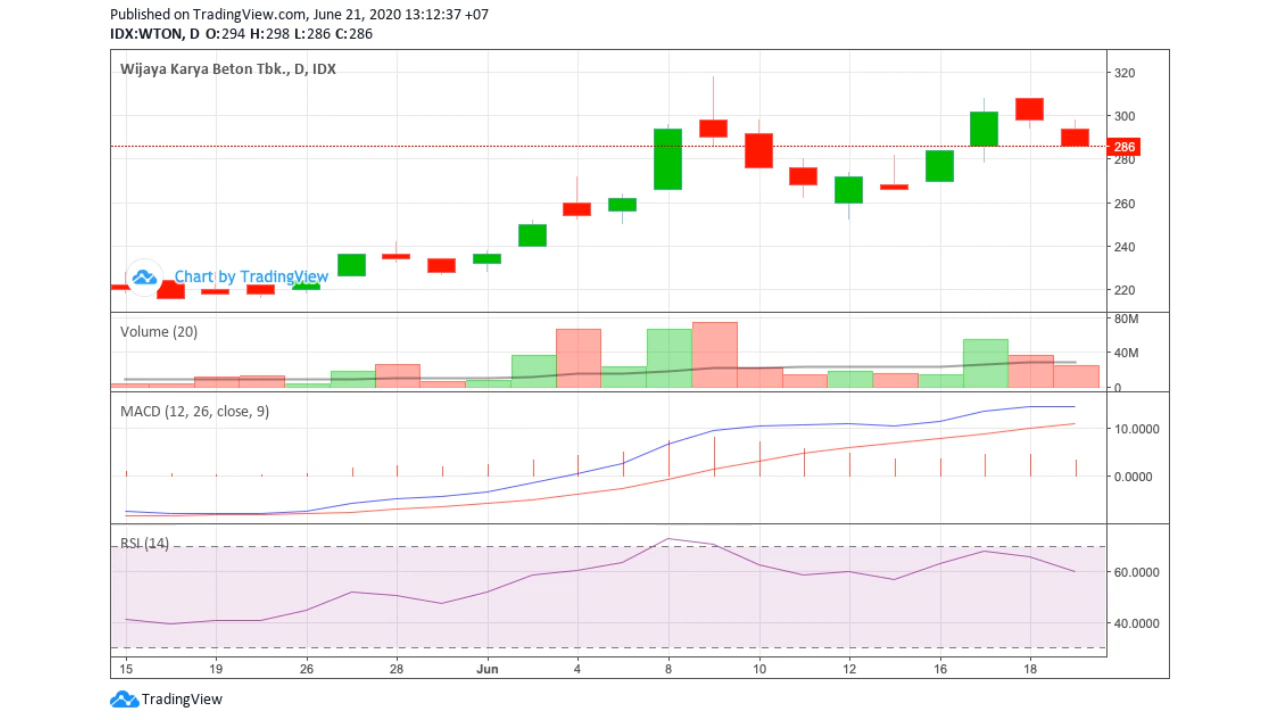 Published on TradingView.com, June 21, 2020 13:12:37 +07
IDX:WTON, D O:294 H:298 L:286 C:286
Wijaya Karya Beton Tbk., D, IDX
320
300
286
280
260
240
220
Chart by TradingView
Volume (20)
80M
40M
0
MACD (12, 26, close, 9)
10.0000
0.0000
RSI (14)
60.0000
40.0000
15 19 26 28 Jun 4 8 10 12 16 18
TradingView